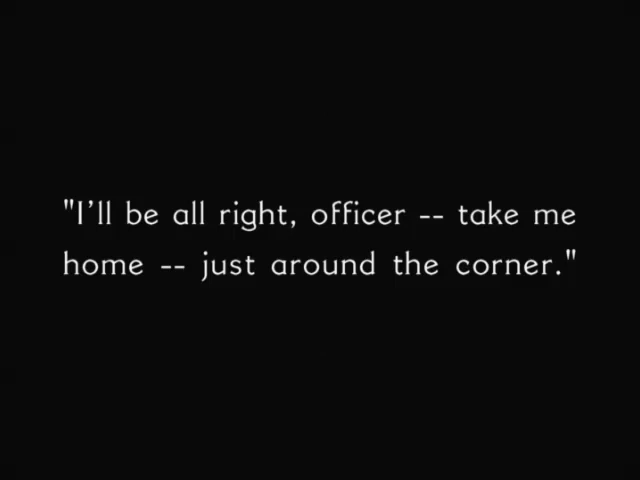 "I’ll be all right, officer -- take me
home -- just around the corner."